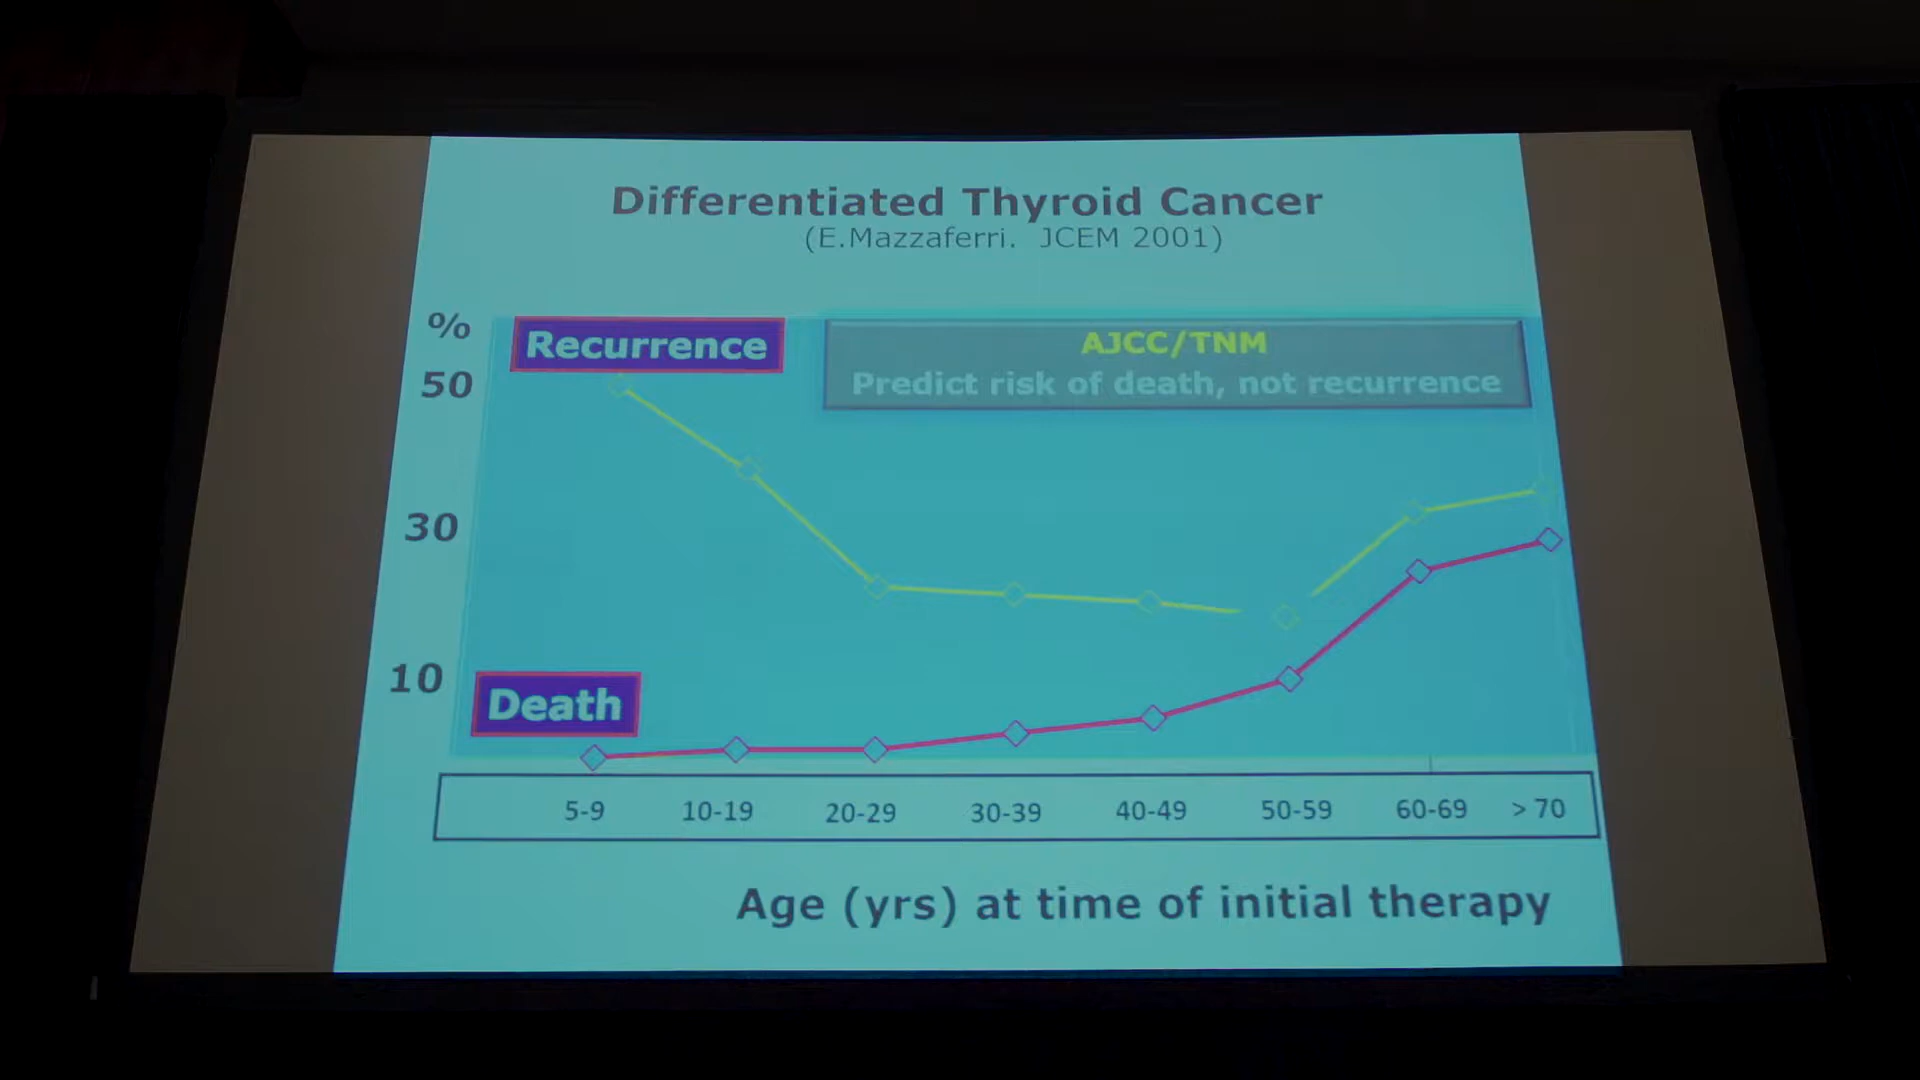 Differentiated Thyroid Cancer
(E.Mazzaferri. JCEM 2001)
%
Recurrence
AJCC/TNM
Predict risk of death, not recurrence
50
30
10
Death
5-9 10-19 20-29 30-39 40-49 50-59 60-69 > 70
Age (yrs) at time of initial therapy